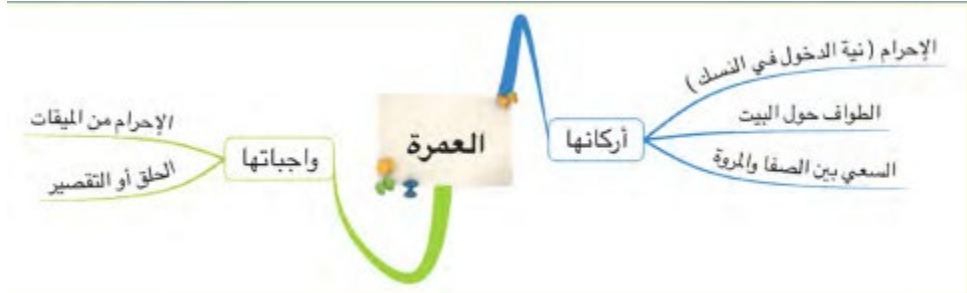 العمرة
أركانها
الإحرام (نية الدخول في النسك)
الطواف حول البيت
السعي بين الصفا والمروة
واجباتها
الإحرام من الميقات
الحلق أو التقصير